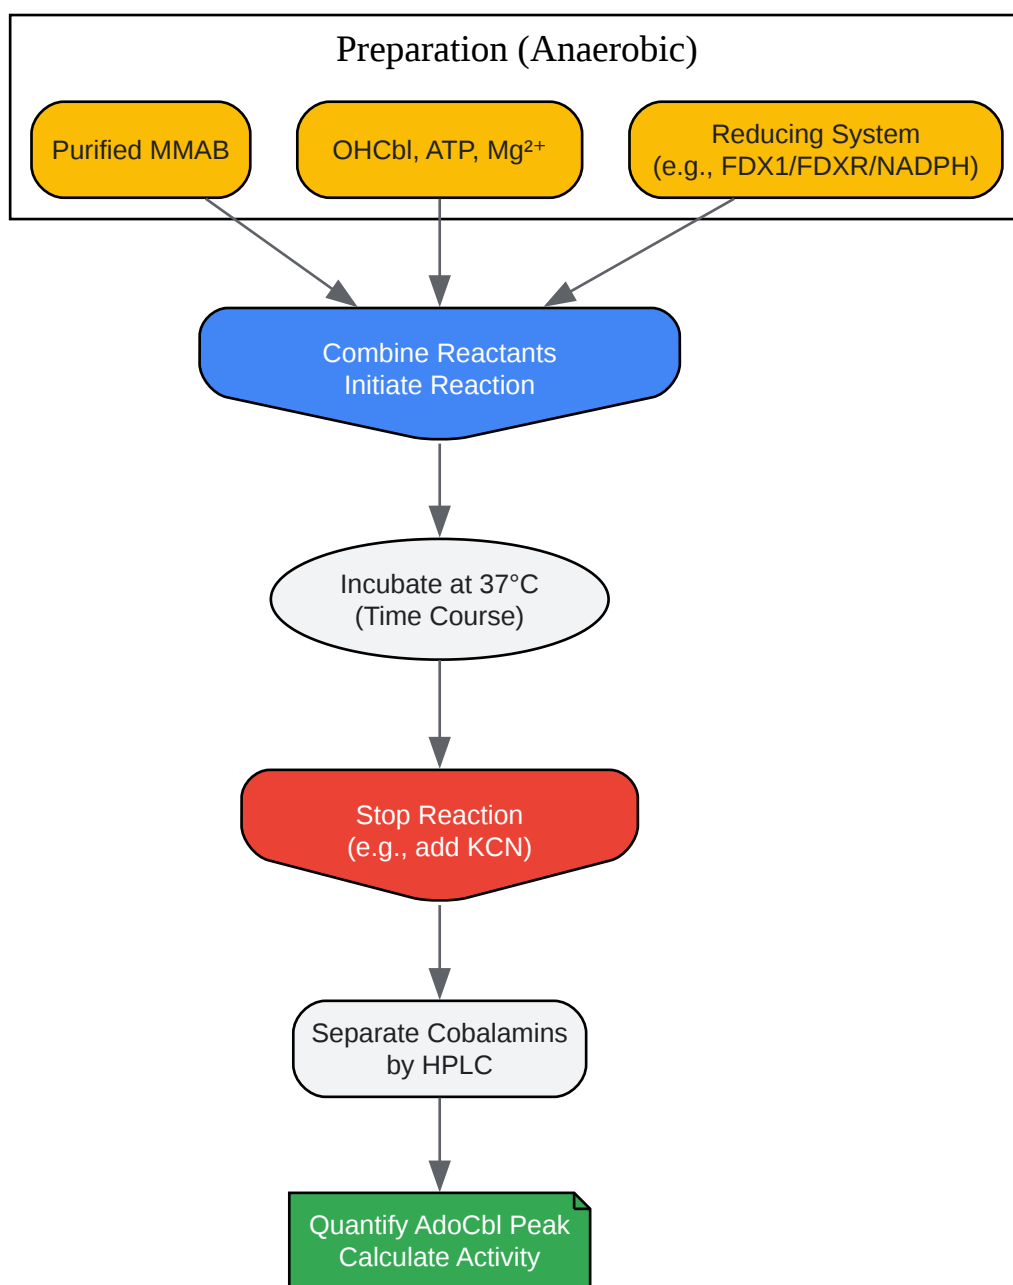 Preparation (Anaerobic)
Purified MMAB
OHCbl, ATP, Mg²⁺
Reducing System
(e.g., FDX1/FDXR/NADPH)
Combine Reactants
Initiate Reaction
Incubate at 37°C
(Time Course)
Stop Reaction
(e.g., add KCN)
Separate Cobalamins
by HPLC
Quantify AdoCbl Peak
Calculate Activity